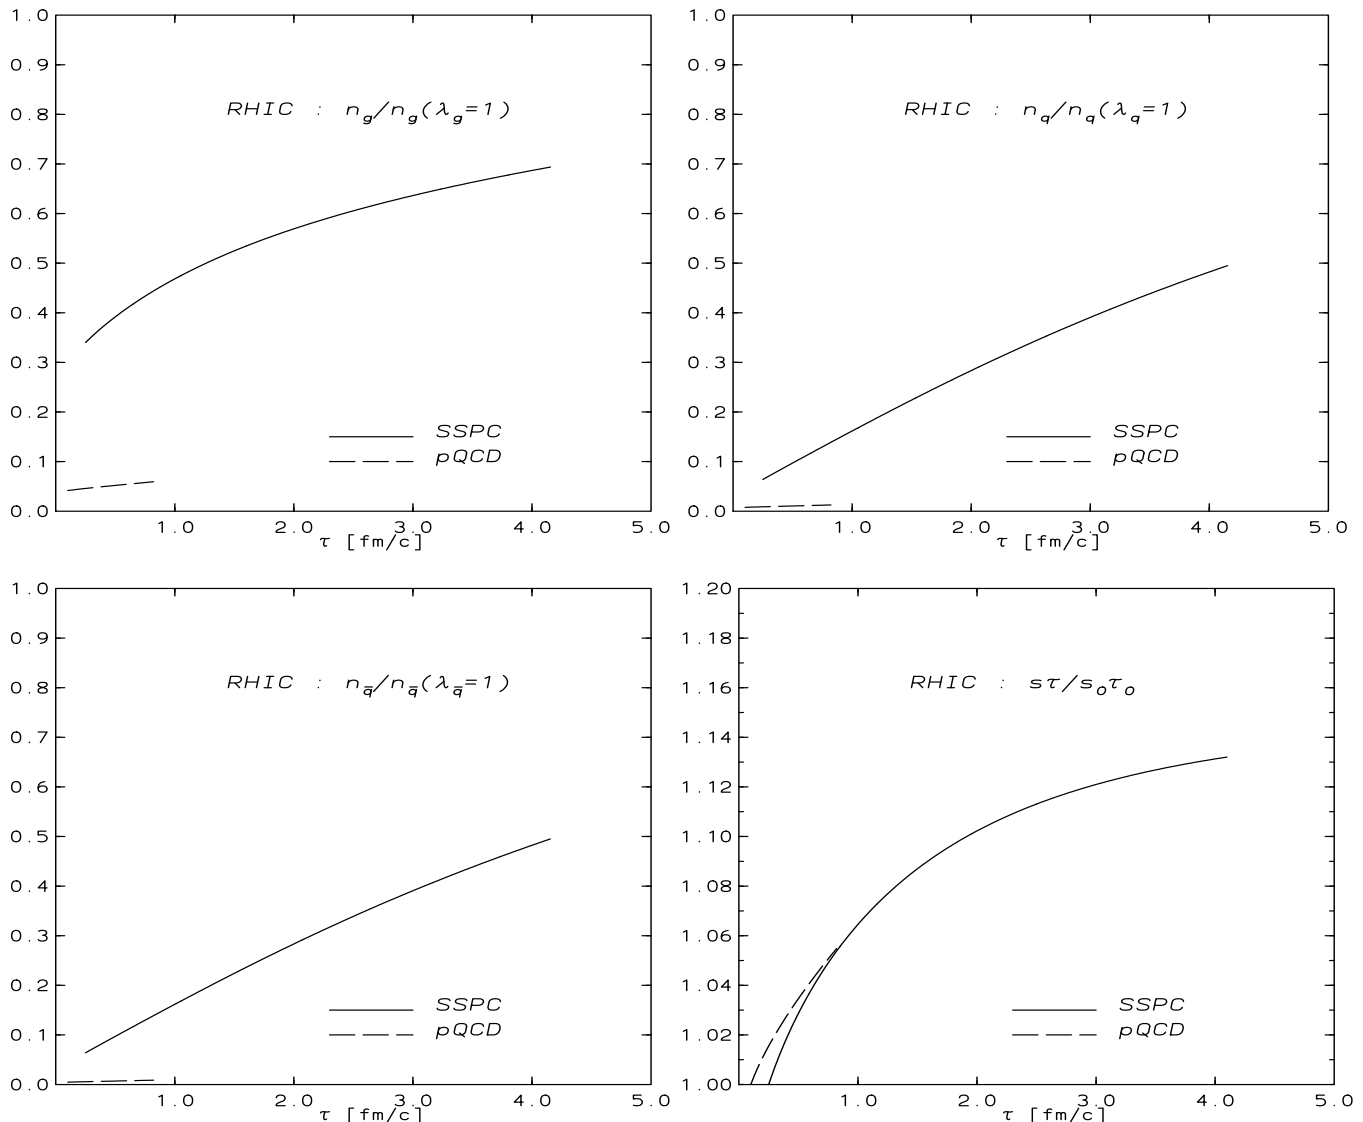 1.0
0.9
0.8
0.7
0.6
0.5
0.4
0.3
0.2
0.1
0.0
RHIC : n_g/n_g(λ_g=1)
SSPC
pQCD
1.0 2.0 3.0 4.0 5.0
τ [fm/c]
1.0
0.9
0.8
0.7
0.6
0.5
0.4
0.3
0.2
0.1
0.0
RHIC : n_q/n_q(λ_q=1)
SSPC
pQCD
1.0 2.0 3.0 4.0 5.0
τ [fm/c]
1.0
0.9
0.8
0.7
0.6
0.5
0.4
0.3
0.2
0.1
0.0
RHIC : n_q̄/n_q̄(λ_q̄=1)
SSPC
pQCD
1.0 2.0 3.0 4.0 5.0
τ [fm/c]
1.20
1.18
1.16
1.14
1.12
1.10
1.08
1.06
1.04
1.02
1.00
RHIC : sτ/s₀τ₀
SSPC
pQCD
1.0 2.0 3.0 4.0 5.0
τ [fm/c]